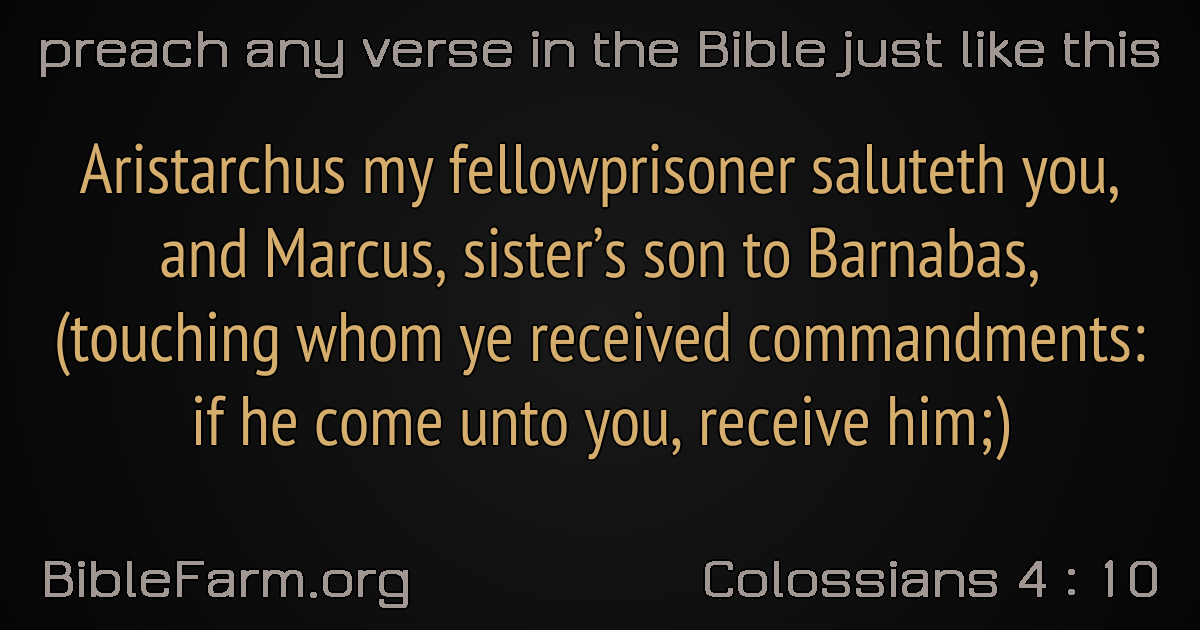 preach any verse in the Bible just like this
Aristarchus my fellowprisoner saluteth you,
and Marcus, sister’s son to Barnabas,
(touching whom ye received commandments:
if he come unto you, receive him;)
BibleFarm.org
Colossians 4 : 10